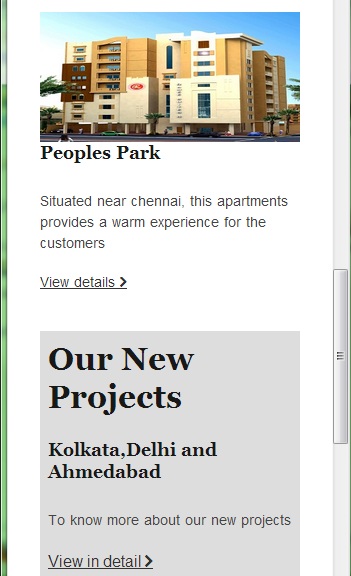 Peoples Park
Situated near chennai, this apartments
provides a warm experience for the
customers
View details
Our New
Projects
Kolkata,Delhi and
Ahmedabad
To know more about our new projects
View in detail